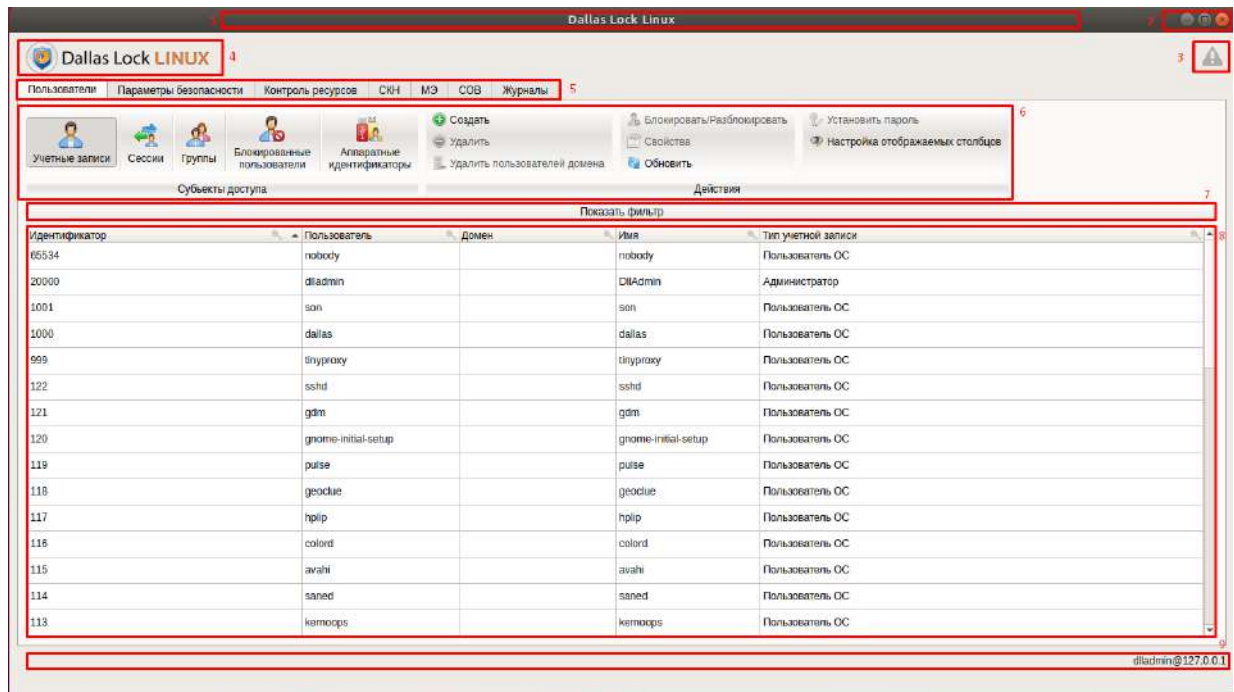 1 Dallas Lock Linux 2
Dallas Lock LINUX 4 3
Пользователи Параметры безопасности Контроль ресурсов СКН МЭ СОВ Журналы 5
6
Учетные записи Сессии Группы Блокированные пользователи Аппаратные идентификаторы
Субъекты доступа
Создать Блокировать/Разблокировать Установить пароль
Удалить Свойства Настройка отображаемых столбцов
Удалить пользователей домена Обновить
Действия
7
Показать фильтр
Идентификатор Пользователь Домен Имя Тип учетной записи 8
65534 nobody nobody Пользователь ОС
20000 dlladmin DllAdmin Администратор
1001 son son Пользователь ОС
1000 dallas dallas Пользователь ОС
999 tinyproxy tinyproxy Пользователь ОС
122 sshd sshd Пользователь ОС
121 gdm gdm Пользователь ОС
120 gnome-initial-setup gnome-initial-setup Пользователь ОС
119 pulse pulse Пользователь ОС
118 geoclue geoclue Пользователь ОС
117 hplip hplip Пользователь ОС
116 colord colord Пользователь ОС
115 avahi avahi Пользователь ОС
114 saned saned Пользователь ОС
113 kernoops kernoops Пользователь ОС
9
dlladmin@127.0.0.1